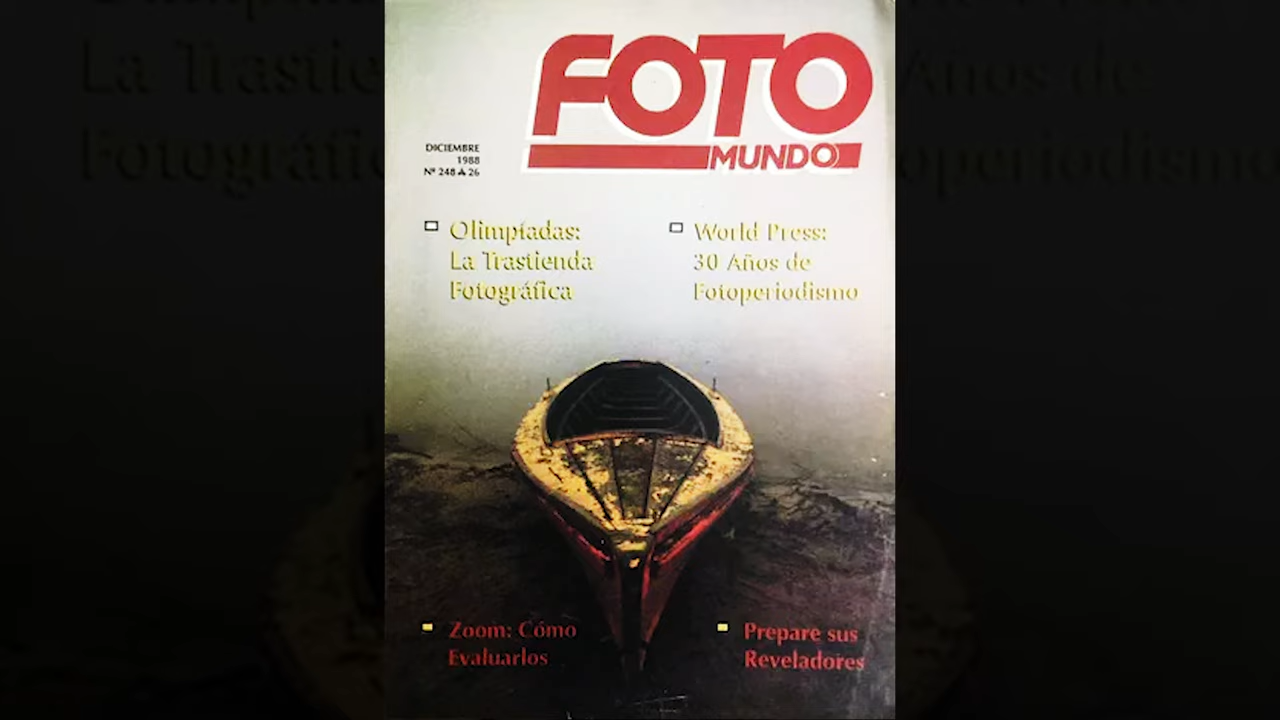 FOTO
MUNDO
DICIEMBRE
1988
Nº 248 26
Olimpíadas:
La Trastienda
Fotográfica
World Press:
30 Años de
Fotoperiodismo
Zoom: Cómo
Evaluarlos
Prepare sus
Reveladores